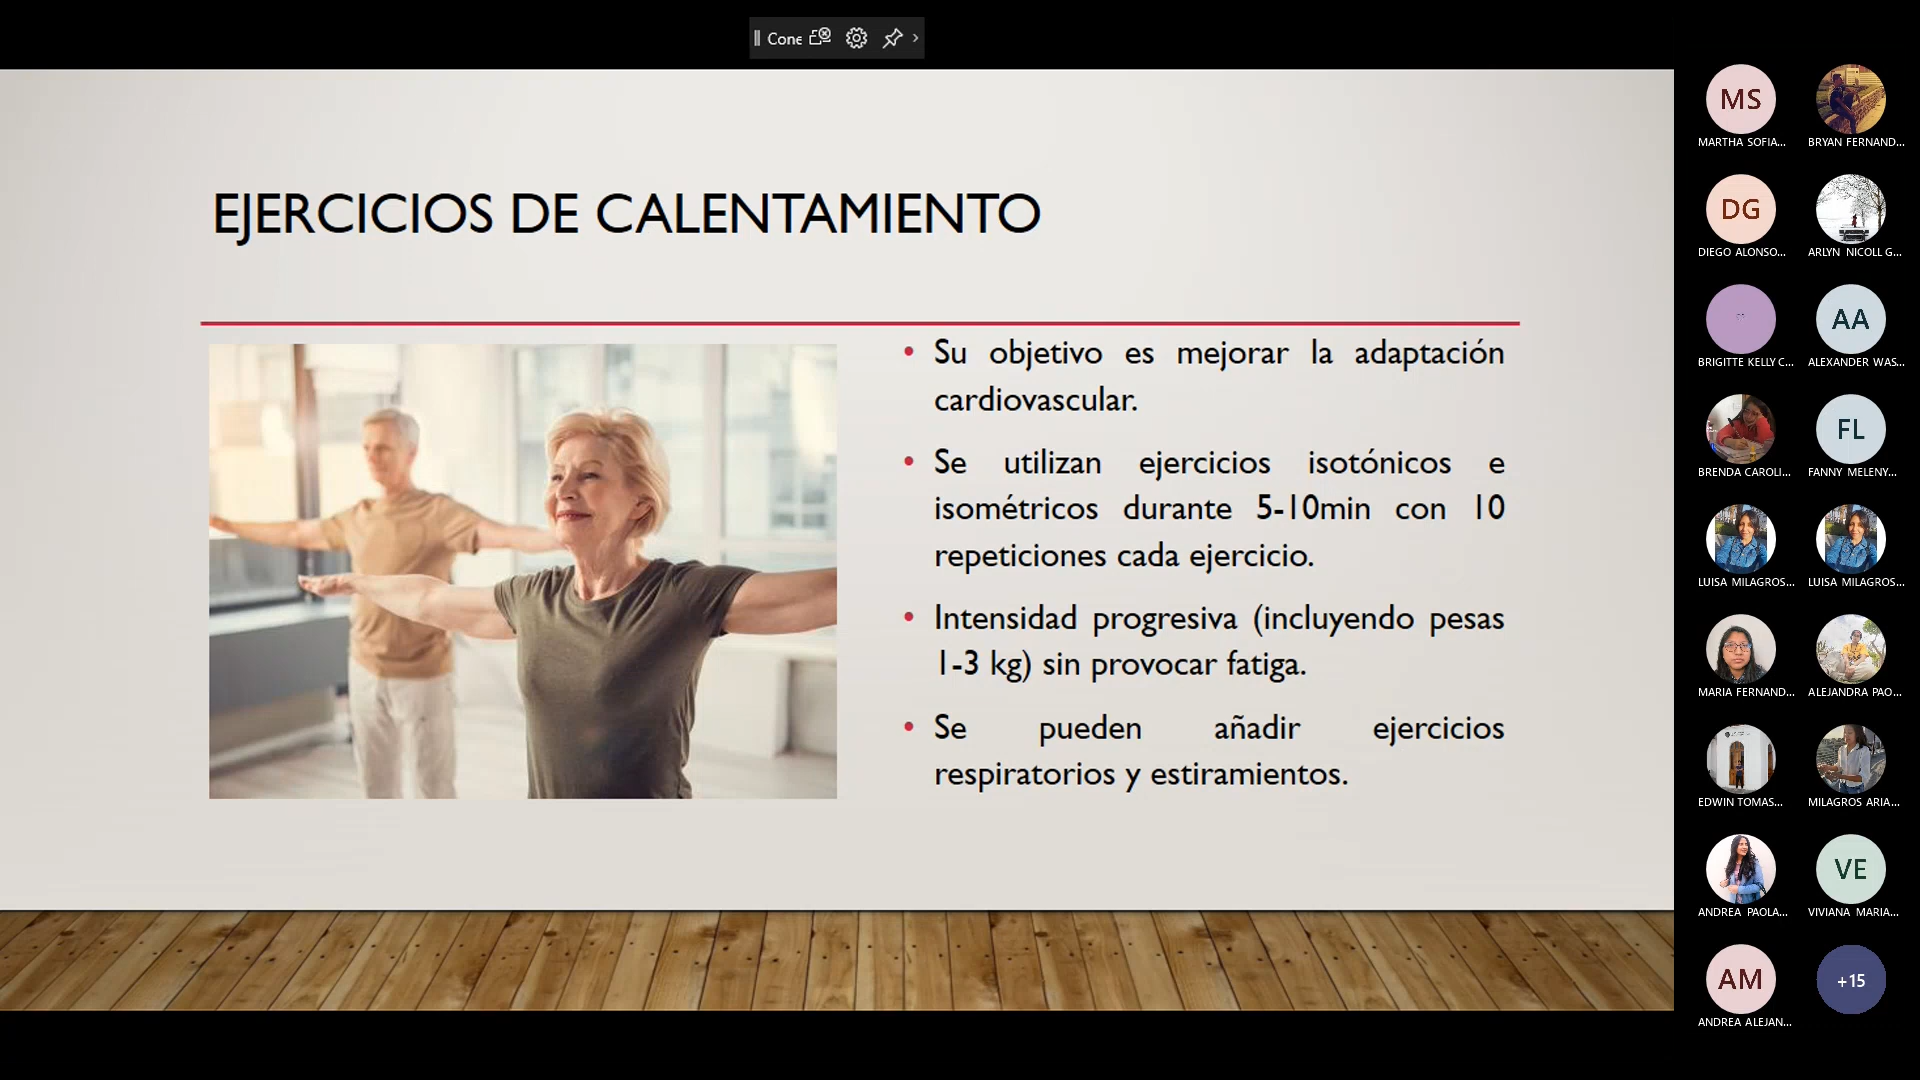 Cone
EJERCICIOS DE CALENTAMIENTO
• Su objetivo es mejorar la adaptación
cardiovascular.
• Se utilizan ejercicios isotónicos e
isométricos durante 5-10min con 10
repeticiones cada ejercicio.
• Intensidad progresiva (incluyendo pesas
1-3 kg) sin provocar fatiga.
• Se pueden añadir ejercicios
respiratorios y estiramientos.
MS
MARTHA SOFIA...
BRYAN FERNAND...
DG
DIEGO ALONSO...
ARLYN NICOLL G...
BRIGITTE KELLY C...
AA
ALEXANDER WAS...
BRENDA CAROLI...
FL
FANNY MELENY...
LUISA MILAGROS...
LUISA MILAGROS...
MARIA FERNAND...
ALEJANDRA PAO...
EDWIN TOMAS...
MILAGROS ARIA...
ANDREA PAOLA...
VE
VIVIANA MARIA...
AM
ANDREA ALEJAN...
+15